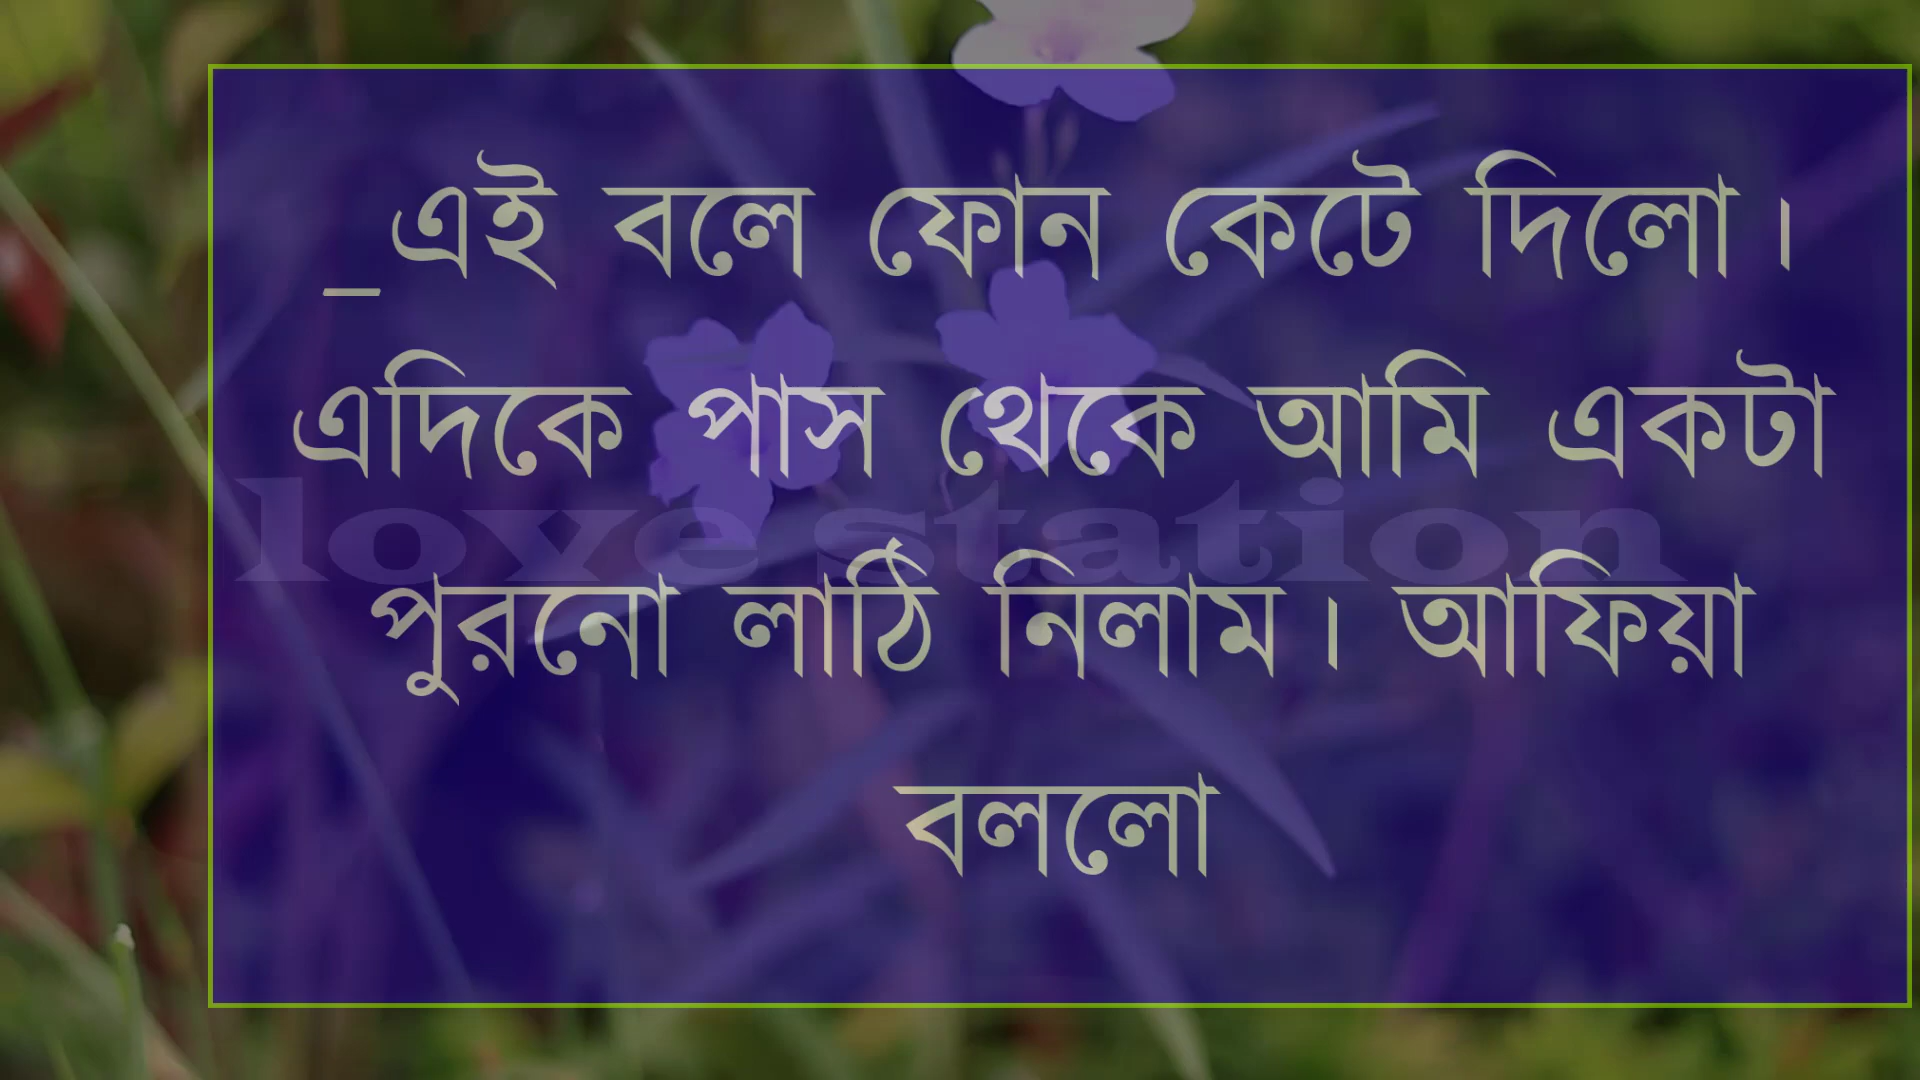 _এই বলে ফোন কেটে দিলো।
এদিকে পাস থেকে আমি একটা
love station
পুরনো লাঠি নিলাম। আফিয়া
বললো